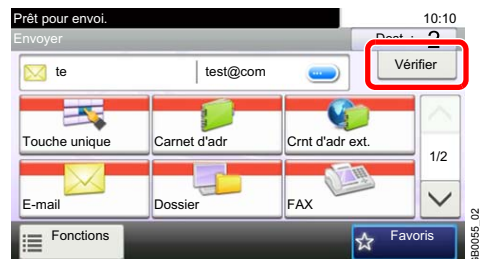 Prêt pour envoi. 10:10
Envoyer Dest.: 2
te test@com Vérifier
Touche unique Carnet d'adr Crnt d'adr ext.
1/2
E-mail Dossier FAX
Fonctions Favoris
GB0055_02